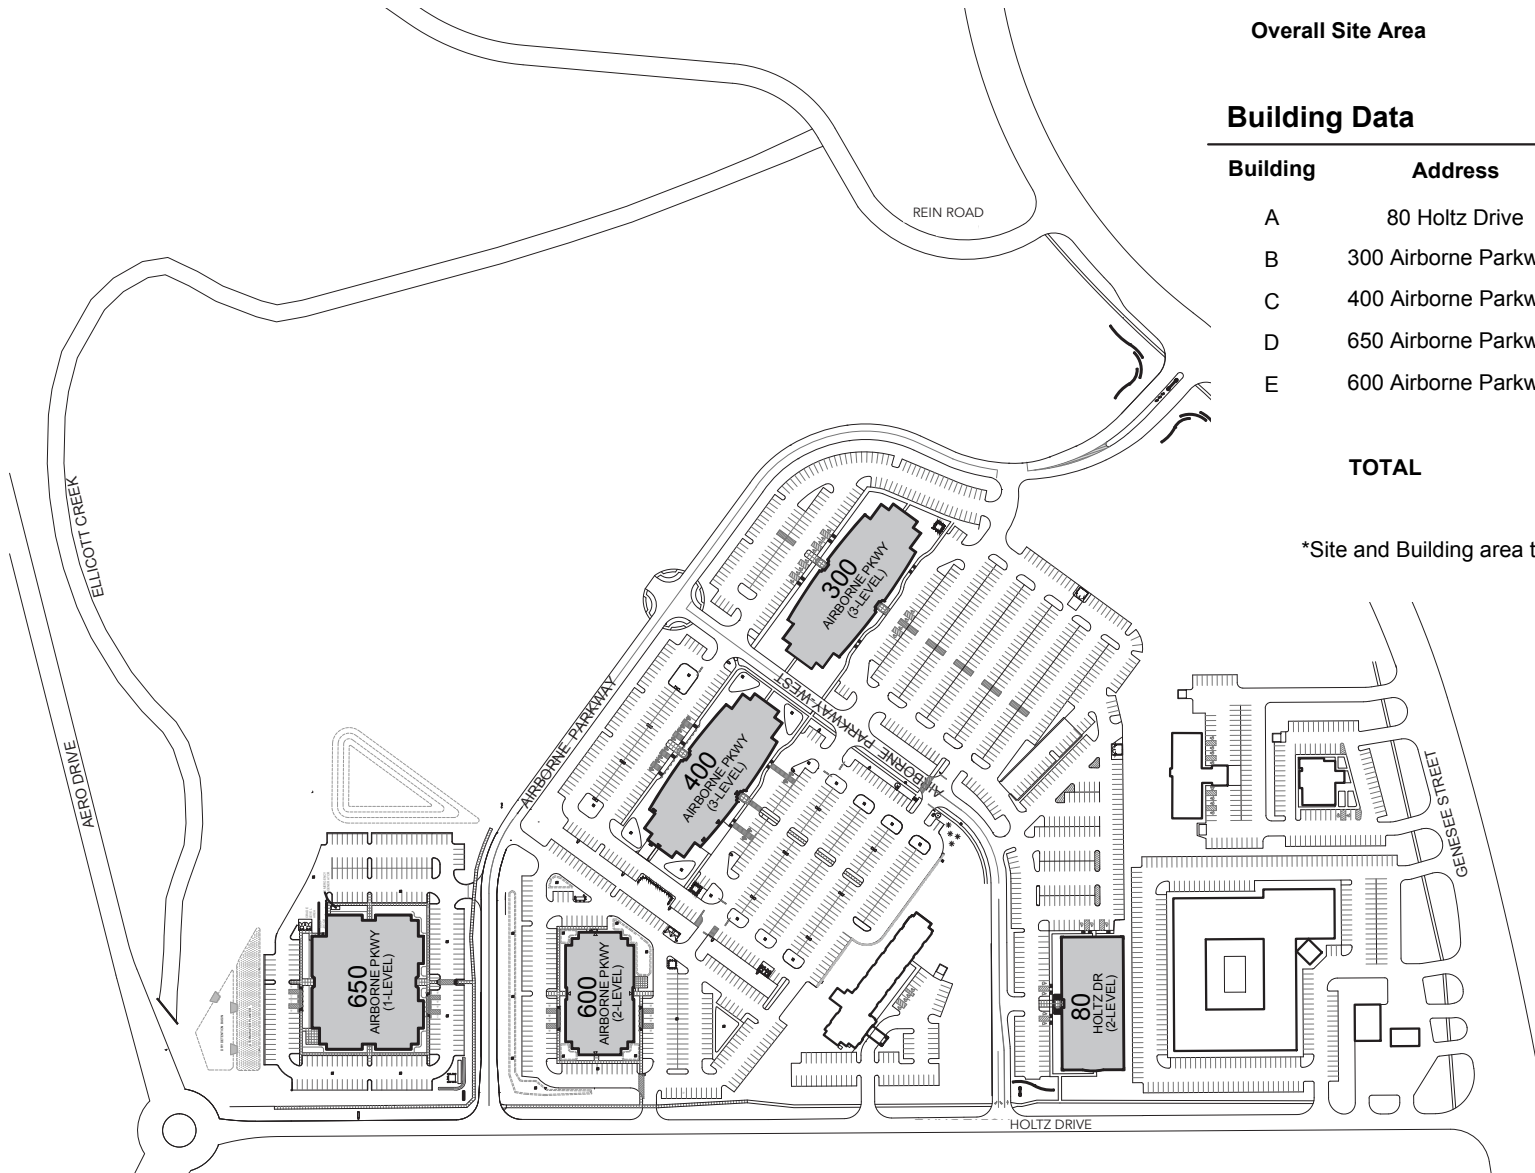 Overall Site Area
Building Data
Building Address
A 80 Holtz Drive
B 300 Airborne Parkw
C 400 Airborne Parkw
D 650 Airborne Parkw
E 600 Airborne Parkw
TOTAL
*Site and Building area t
REIN ROAD
ELLICOTT CREEK
AERO DRIVE
AIRBORNE PARKWAY
AIRBORNE PARKWAY-WEST
GENESEE STREET
HOLTZ DRIVE
300
AIRBORNE PKWY
(3-LEVEL)
400
AIRBORNE PKWY
(3-LEVEL)
650
AIRBORNE PKWY
(1-LEVEL)
600
AIRBORNE PKWY
(2-LEVEL)
80
HOLTZ DR
(2-LEVEL)